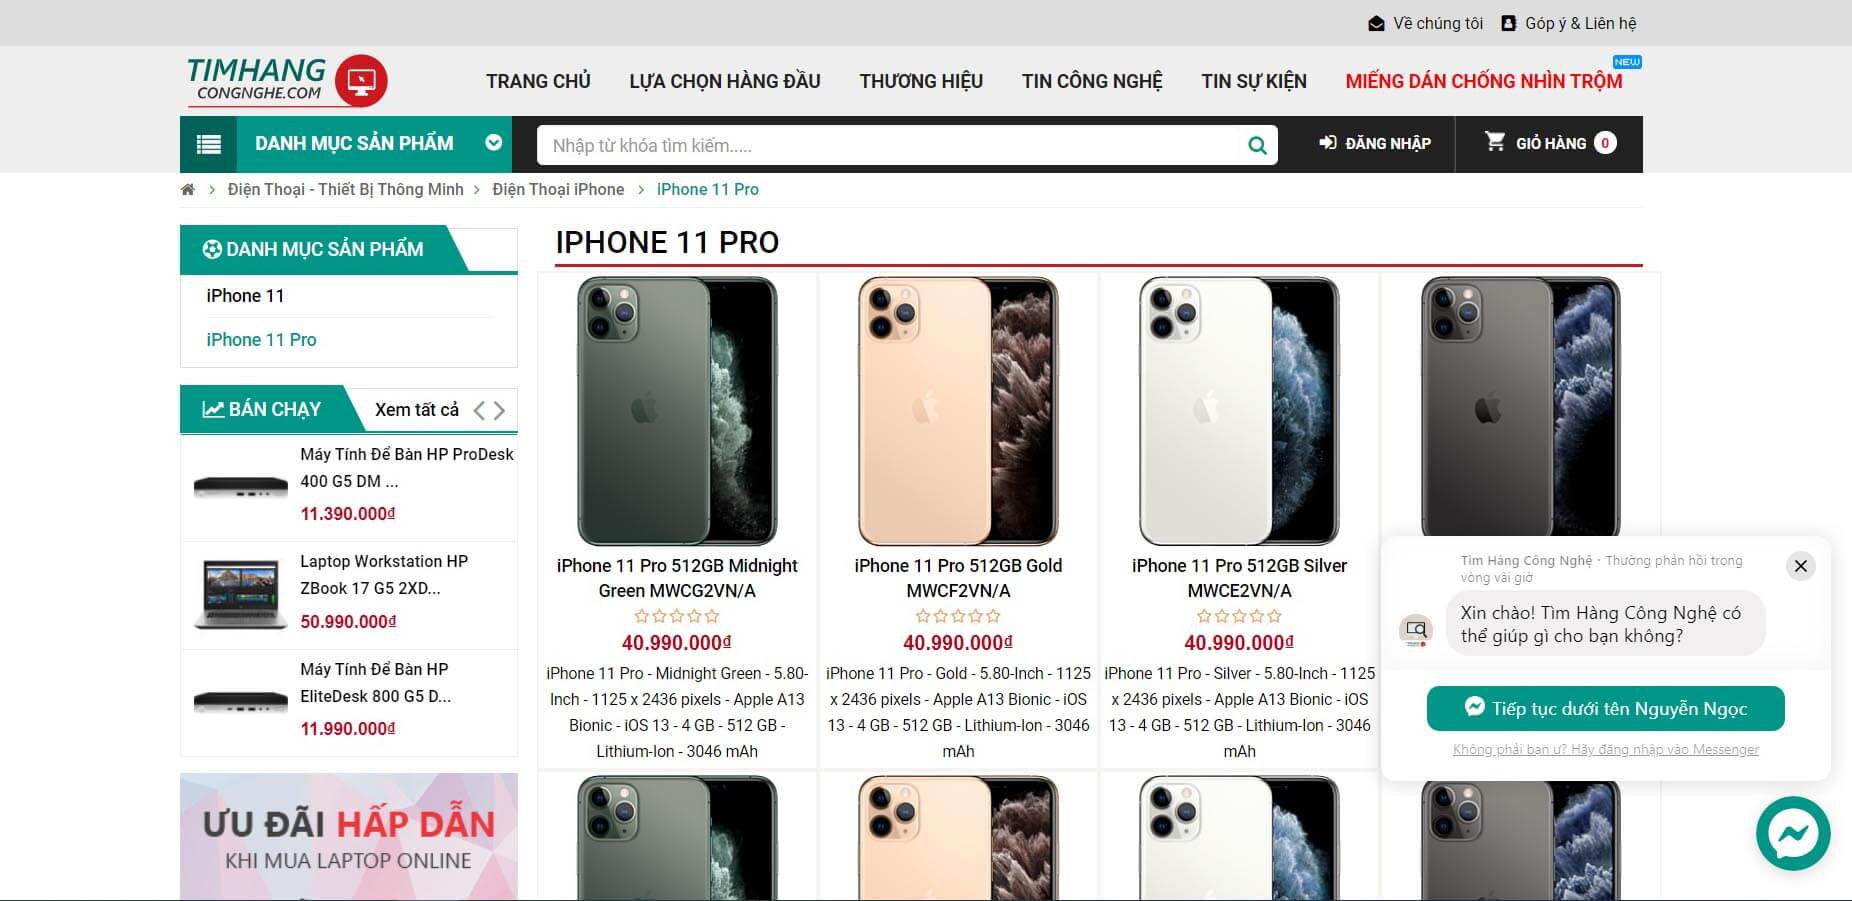 Về chúng tôi
Góp ý & Liên hệ
TIMHANG
CONGNGHE.COM
TRANG CHỦ
LỰA CHỌN HÀNG ĐẦU
THƯƠNG HIỆU
TIN CÔNG NGHỆ
TIN SỰ KIỆN
MIẾNG DÁN CHỐNG NHÌN TRỘM
NEW
DANH MỤC SẢN PHẨM
Nhập từ khóa tìm kiếm.....
ĐĂNG NHẬP
GIỎ HÀNG 0
Điện Thoại - Thiết Bị Thông Minh > Điện Thoại iPhone > iPhone 11 Pro
DANH MỤC SẢN PHẨM
iPhone 11
iPhone 11 Pro
BÁN CHẠY
Xem tất cả
Máy Tính Để Bàn HP ProDesk
400 G5 DM ...
11.390.000₫
Laptop Workstation HP
ZBook 17 G5 2XD...
50.990.000₫
Máy Tính Để Bàn HP
EliteDesk 800 G5 D...
11.990.000₫
ƯU ĐÃI HẤP DẪN
KHI MUA LAPTOP ONLINE
IPHONE 11 PRO
iPhone 11 Pro 512GB Midnight
Green MWCG2VN/A
40.990.000₫
iPhone 11 Pro - Midnight Green - 5.80-
Inch - 1125 x 2436 pixels - Apple A13
Bionic - iOS 13 - 4 GB - 512 GB -
Lithium-Ion - 3046 mAh
iPhone 11 Pro 512GB Gold
MWCF2VN/A
40.990.000₫
iPhone 11 Pro - Gold - 5.80-Inch - 1125
x 2436 pixels - Apple A13 Bionic - iOS
13 - 4 GB - 512 GB - Lithium-Ion - 3046
mAh
iPhone 11 Pro 512GB Silver
MWCE2VN/A
40.990.000₫
iPhone 11 Pro - Silver - 5.80-Inch - 1125
x 2436 pixels - Apple A13 Bionic - iOS
13 - 4 GB - 512 GB - Lithium-Ion - 3046
mAh
Tìm Hàng Công Nghệ · Thường phản hồi trong
vòng vài giờ
Xin chào! Tìm Hàng Công Nghệ có
thể giúp gì cho bạn không?
Tiếp tục dưới tên Nguyễn Ngọc
Không phải bạn ư? Hãy đăng nhập vào Messenger